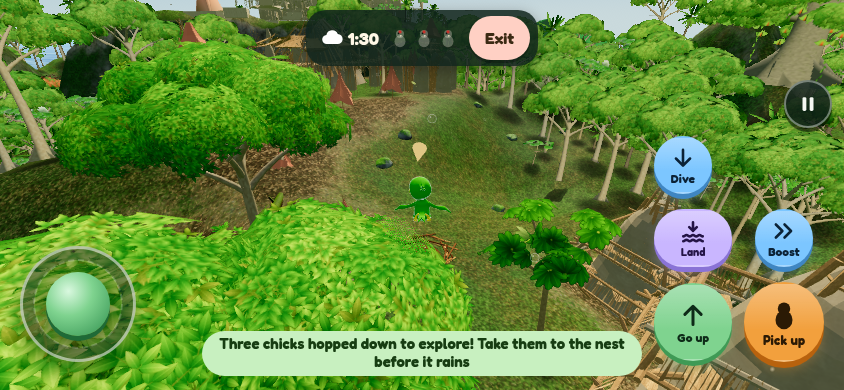 1:30
Exit
Dive
Land
Boost
Go up
Pick up
Three chicks hopped down to explore! Take them to the nest
before it rains